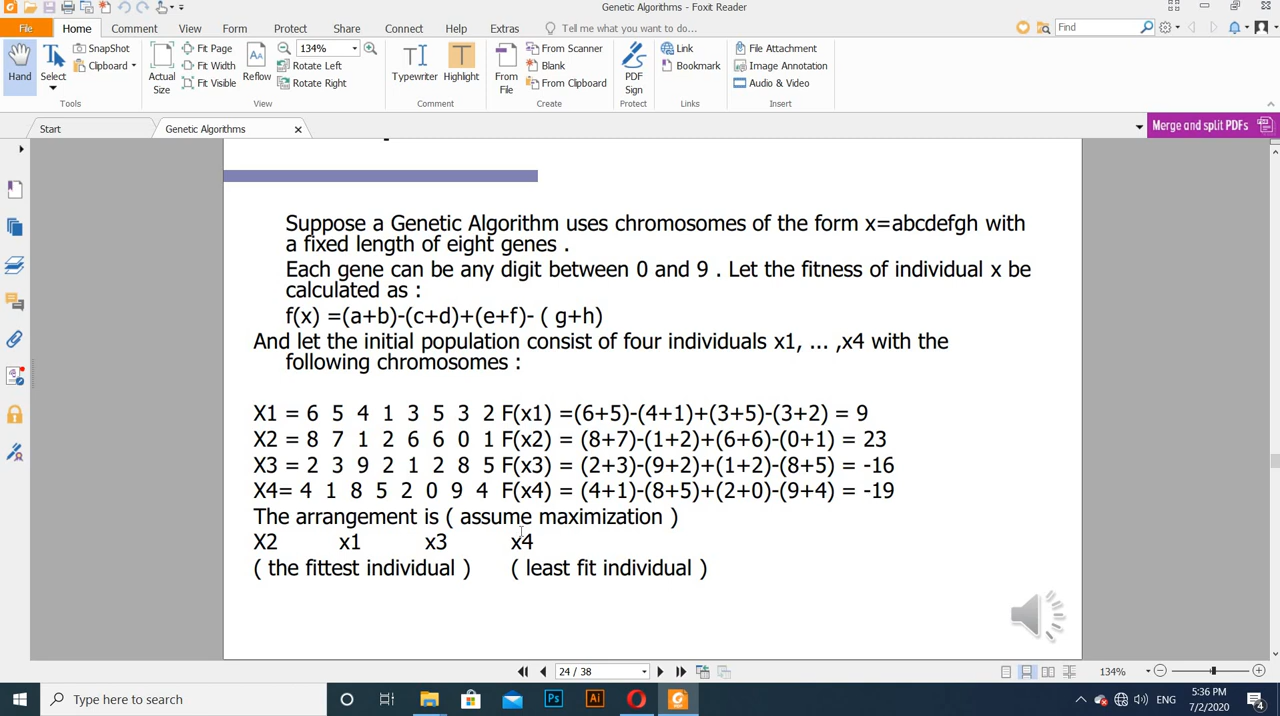 Genetic Algorithms - Foxit Reader
File Home Comment View Form Protect Share Connect Help Extras Tell me what you want to do... Find
Hand
Select
SnapShot
Clipboard
Tools
Actual Size
Fit Page
Fit Width
Fit Visible
Reflow
134%
Rotate Left
Rotate Right
View
Typewriter
Highlight
Comment
From File
From Scanner
Blank
From Clipboard
Create
PDF Sign
Protect
Link
Bookmark
Links
File Attachment
Image Annotation
Audio & Video
Insert
Start
Genetic Algorithms
Merge and split PDFs
Suppose a Genetic Algorithm uses chromosomes of the form x=abcdefgh with
a fixed length of eight genes .
Each gene can be any digit between 0 and 9 . Let the fitness of individual x be
calculated as :
f(x) =(a+b)-(c+d)+(e+f)- ( g+h)
And let the initial population consist of four individuals x1, ... ,x4 with the
following chromosomes :
X1 = 6 5 4 1 3 5 3 2 F(x1) =(6+5)-(4+1)+(3+5)-(3+2) = 9
X2 = 8 7 1 2 6 6 0 1 F(x2) = (8+7)-(1+2)+(6+6)-(0+1) = 23
X3 = 2 3 9 2 1 2 8 5 F(x3) = (2+3)-(9+2)+(1+2)-(8+5) = -16
X4= 4 1 8 5 2 0 9 4 F(x4) = (4+1)-(8+5)+(2+0)-(9+4) = -19
The arrangement is ( assume maximization )
X2 x1 x3 x4
( the fittest individual ) ( least fit individual )
24 / 38
134%
Type here to search
Ps
Ai
ENG
5:36 PM
7/2/2020
4